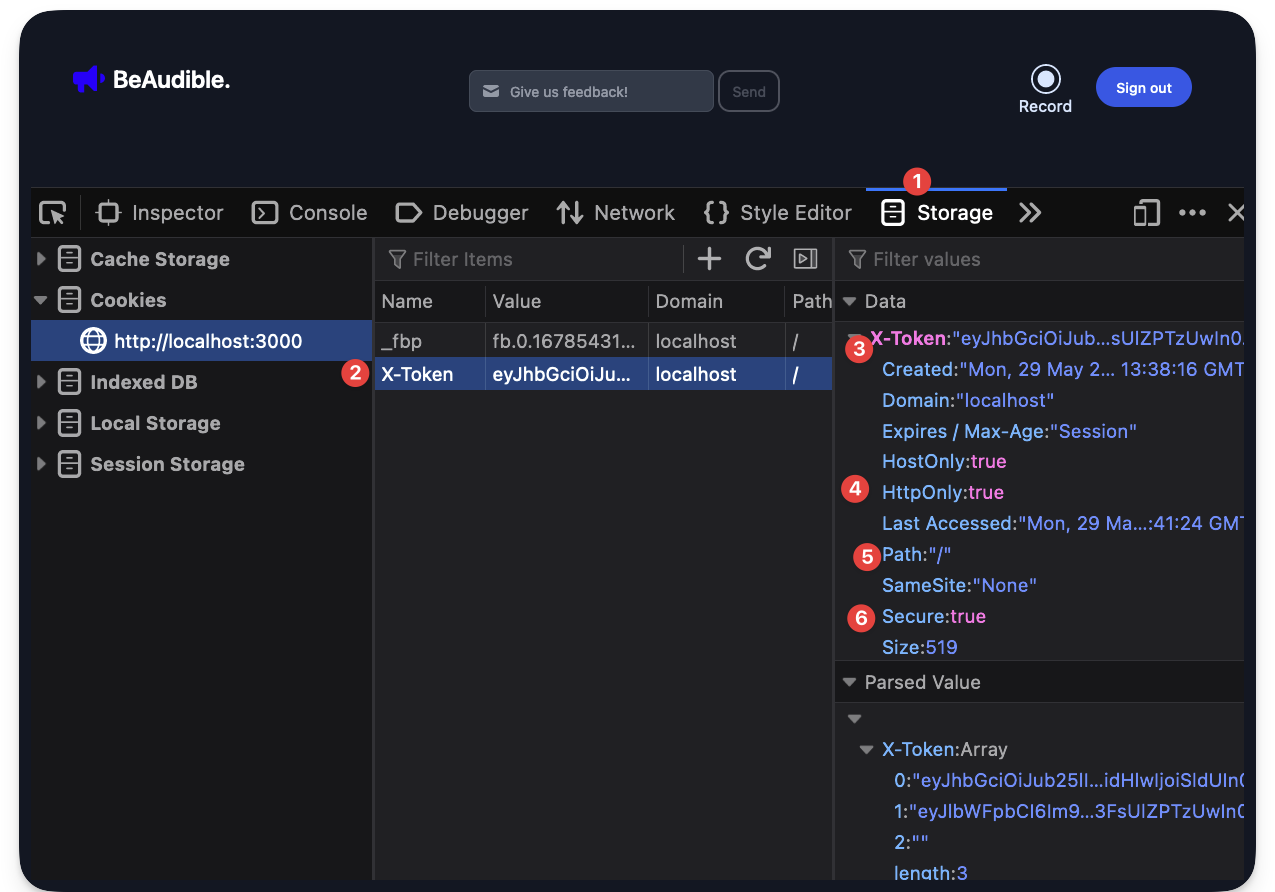 BeAudible.
Give us feedback!
Send
Record
Sign out
1
Inspector Console Debugger Network Style Editor Storage
Cache Storage
Cookies
http://localhost:3000
Indexed DB
Local Storage
Session Storage
Filter Items
Name Value Domain Path
_fbp fb.0.16785431... localhost /
2 X-Token eyJhbGciOiJu... localhost /
Filter values
Data
3 X-Token:"eyJhbGciOiJub...sUlZPTzUwIn0.
Created:"Mon, 29 May 2... 13:38:16 GMT
Domain:"localhost"
Expires / Max-Age:"Session"
HostOnly:true
4 HttpOnly:true
Last Accessed:"Mon, 29 Ma...:41:24 GMT
5 Path:"/"
SameSite:"None"
6 Secure:true
Size:519
Parsed Value
X-Token:Array
0:"eyJhbGciOiJub25lI...idHlwIjoiSldUIn0
1:"eyJlbWFpbCI6Im9...3FsUlZPTzUwIn0
2:""
length:3